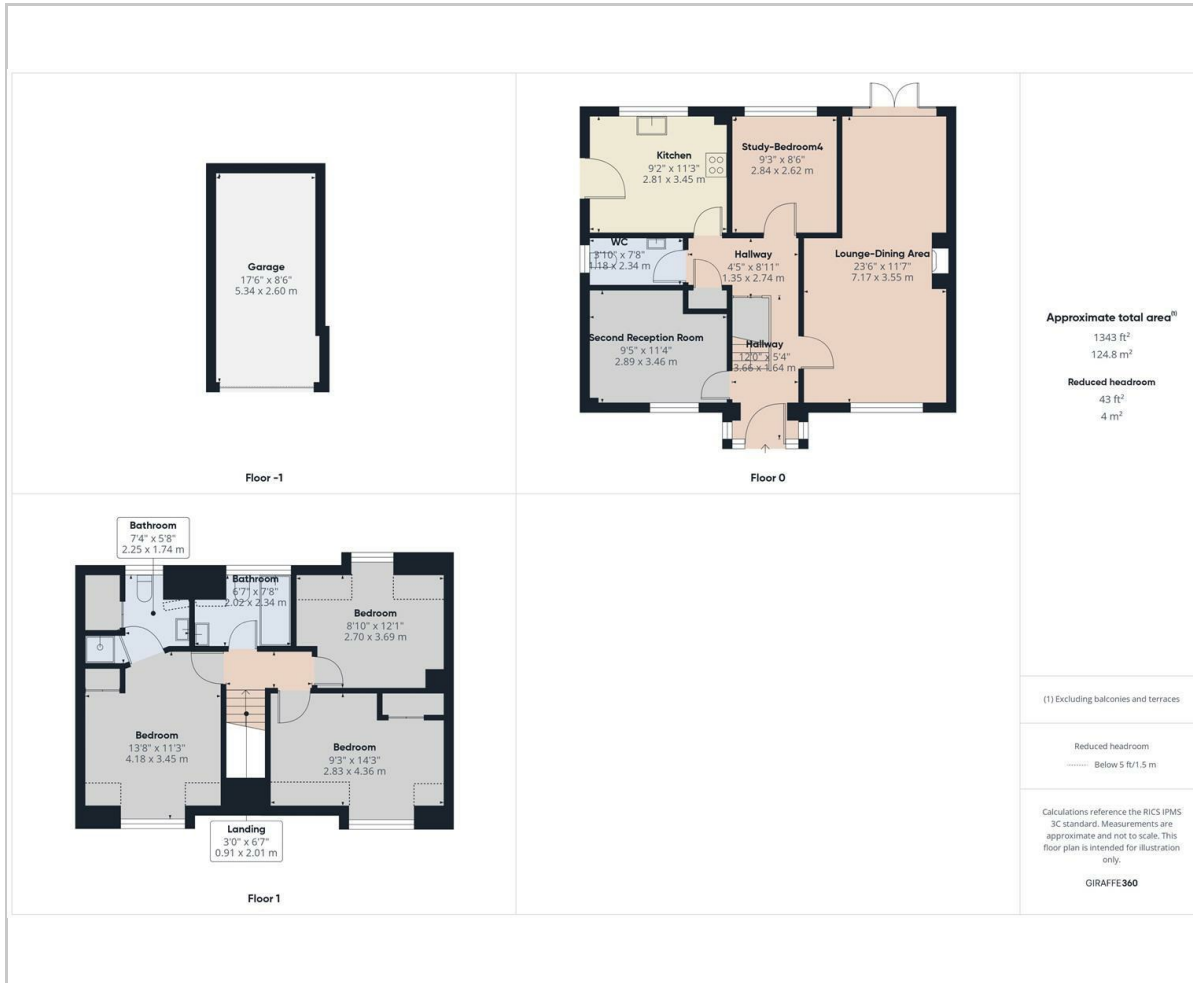 Garage
17'6" x 8'6"
5.34 x 2.60 m
Floor -1
Kitchen
9'2" x 11'3"
2.81 x 3.45 m
Study-Bedroom4
9'3" x 8'6"
2.84 x 2.62 m
WC
3'10" x 7'8"
1.18 x 2.34 m
Hallway
4'5" x 8'11"
1.35 x 2.74 m
Lounge-Dining Area
23'6" x 11'7"
7.17 x 3.55 m
Second Reception Room
9'5" x 11'4"
2.89 x 3.46 m
Hallway
12'0" x 5'4"
3.66 x 1.64 m
Floor 0
Bathroom
7'4" x 5'8"
2.25 x 1.74 m
Bathroom
6'7" x 7'8"
2.02 x 2.34 m
Bedroom
8'10" x 12'1"
2.70 x 3.69 m
Bedroom
13'8" x 11'3"
4.18 x 3.45 m
Bedroom
9'3" x 14'3"
2.83 x 4.36 m
Landing
3'0" x 6'7"
0.91 x 2.01 m
Floor 1
Approximate total area(1)
1343 ft²
124.8 m²
Reduced headroom
43 ft²
4 m²
(1) Excluding balconies and terraces
Reduced headroom
Below 5 ft/1.5 m
Calculations reference the RICS IPMS
3C standard. Measurements are
approximate and not to scale. This
floor plan is intended for illustration
only.
GIRAFFE360